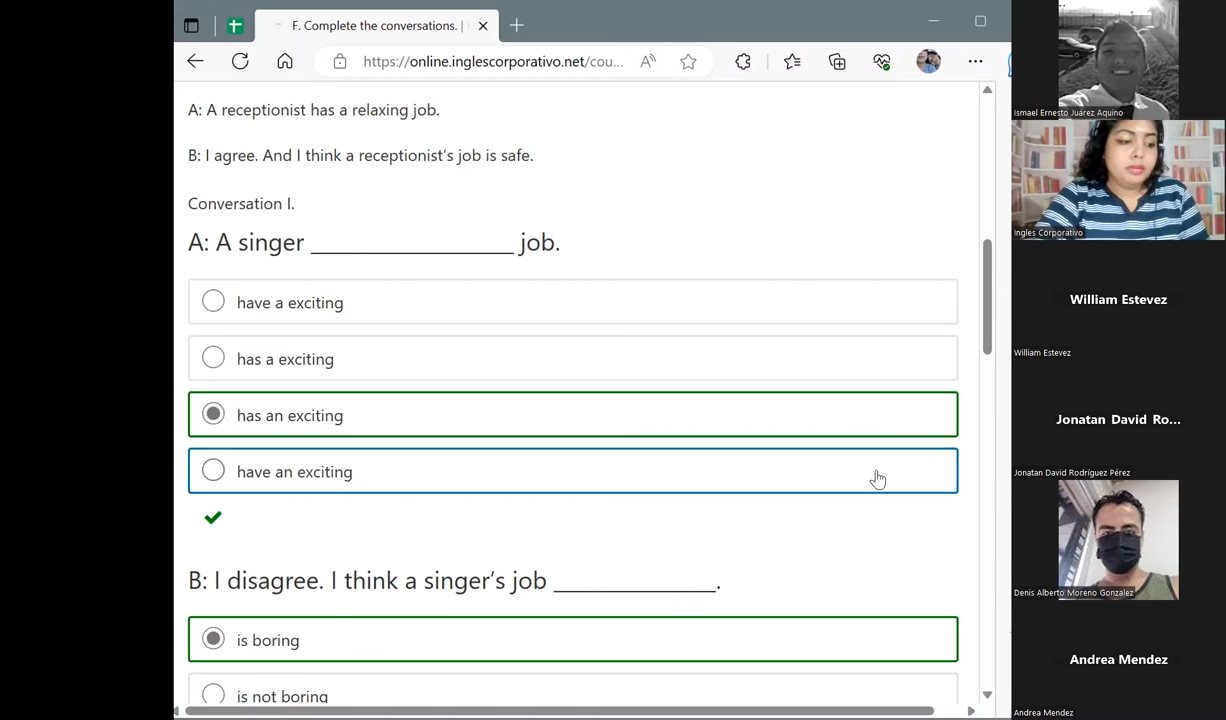 F. Complete the conversations. |
https://online.inglescorporativo.net/cou...
A: A receptionist has a relaxing job.
B: I agree. And I think a receptionist's job is safe.
Conversation I.
A: A singer ____________________ job.
have a exciting
has a exciting
has an exciting
have an exciting
B: I disagree. I think a singer's job ________________.
is boring
is not boring
Ismael Ernesto Juárez Aquino
Ingles Corporativo
William Estevez
William Estevez
Jonatan David Ro...
Jonatan David Rodríguez Pérez
Denis Alberto Moreno Gonzalez
Andrea Mendez
Andrea Mendez